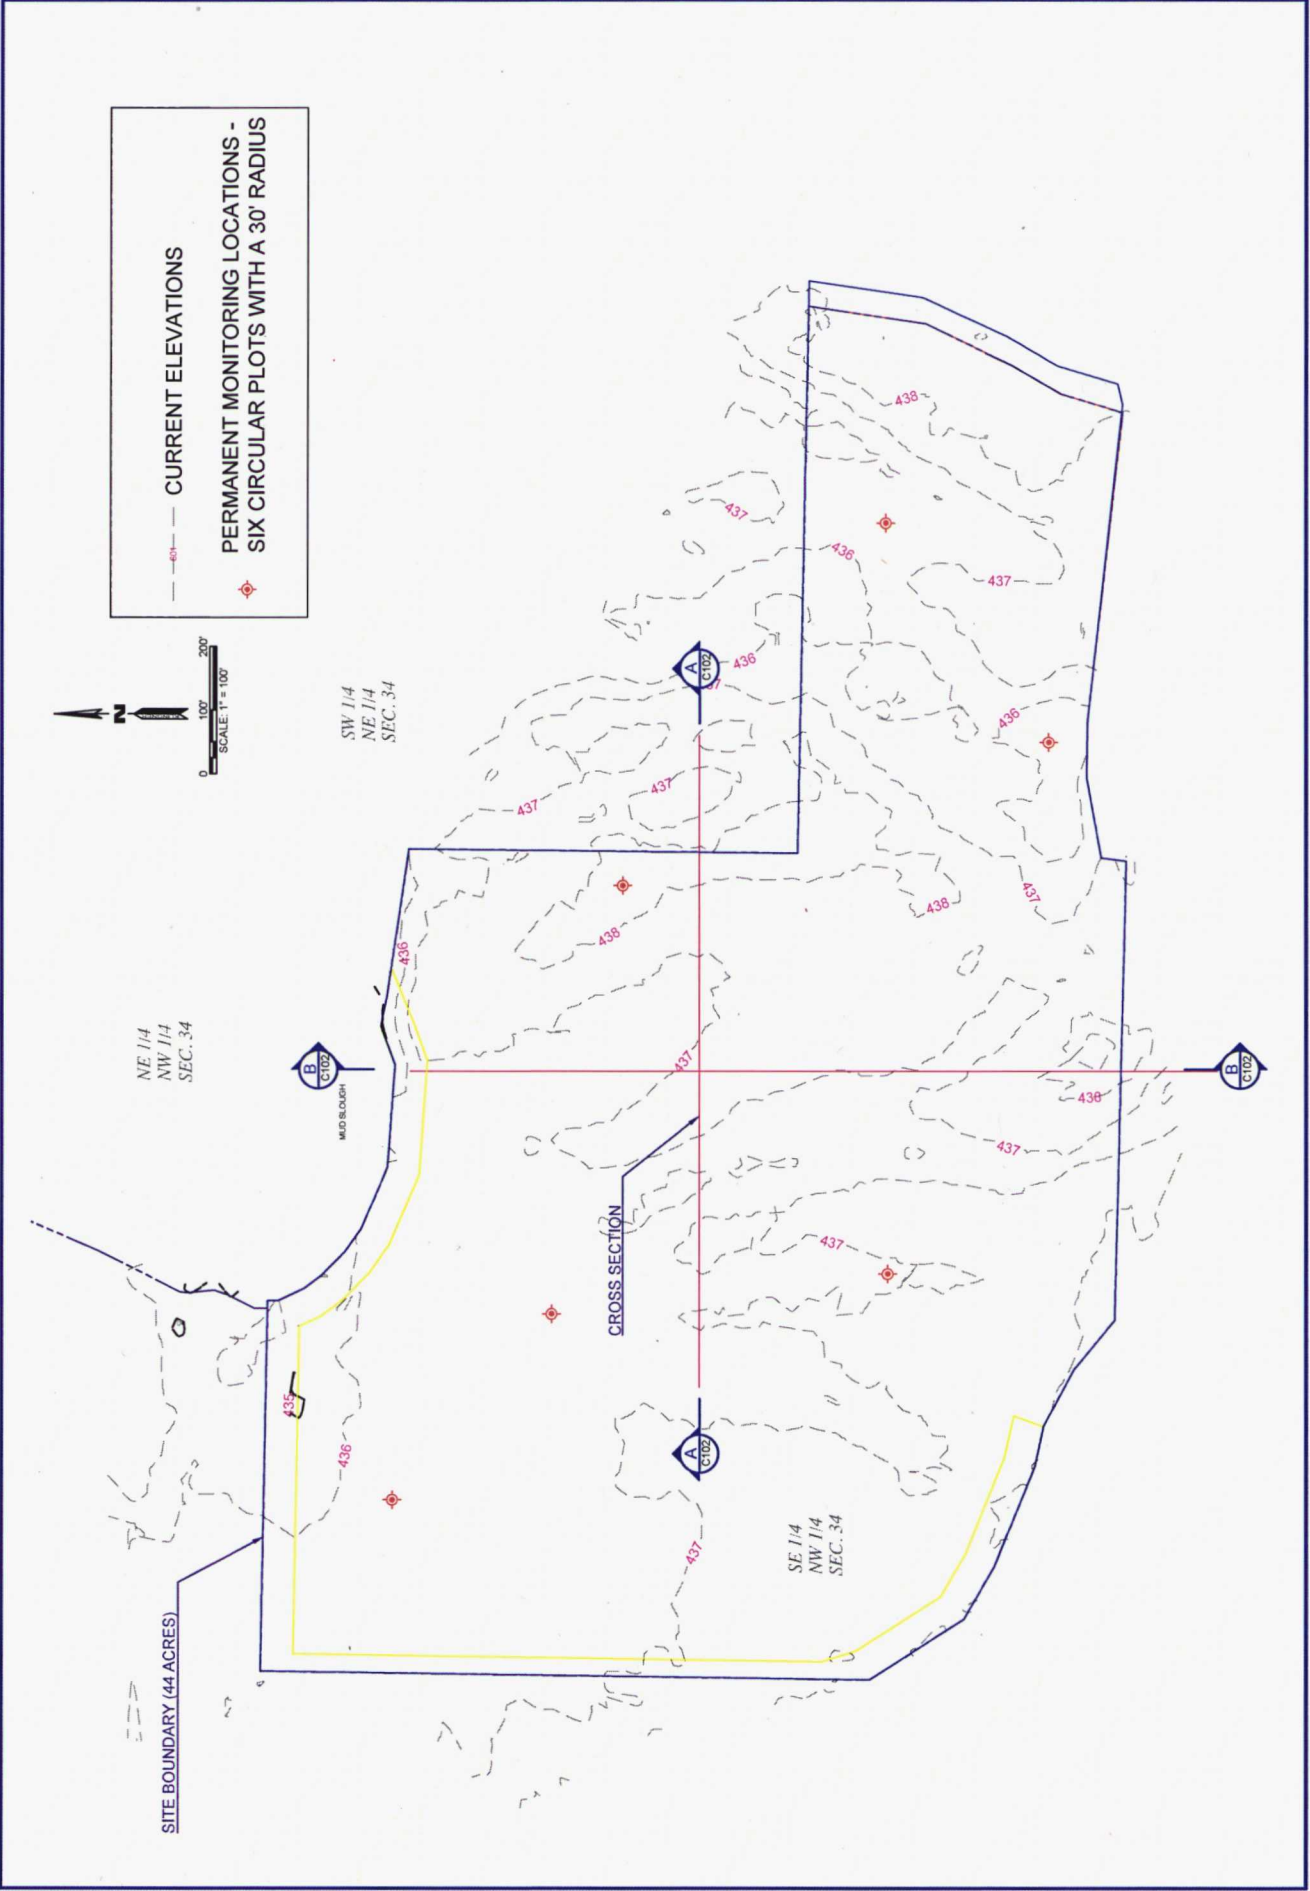 601 CURRENT ELEVATIONS
PERMANENT MONITORING LOCATIONS -
SIX CIRCULAR PLOTS WITH A 30' RADIUS
N
0 100' 200'
SCALE: 1" = 100'
NE 1/4
NW 1/4
SEC. 34
SW 1/4
NE 1/4
SEC. 34
SE 1/4
NW 1/4
SEC. 34
SITE BOUNDARY (44 ACRES)
MUD SLOUGH
CROSS SECTION
A
C102
A
C102
B
C102
B
C102
435
436
436
437
437
437
436
437
438
437
438
437
437
437
438
436
437
436
437
436
438